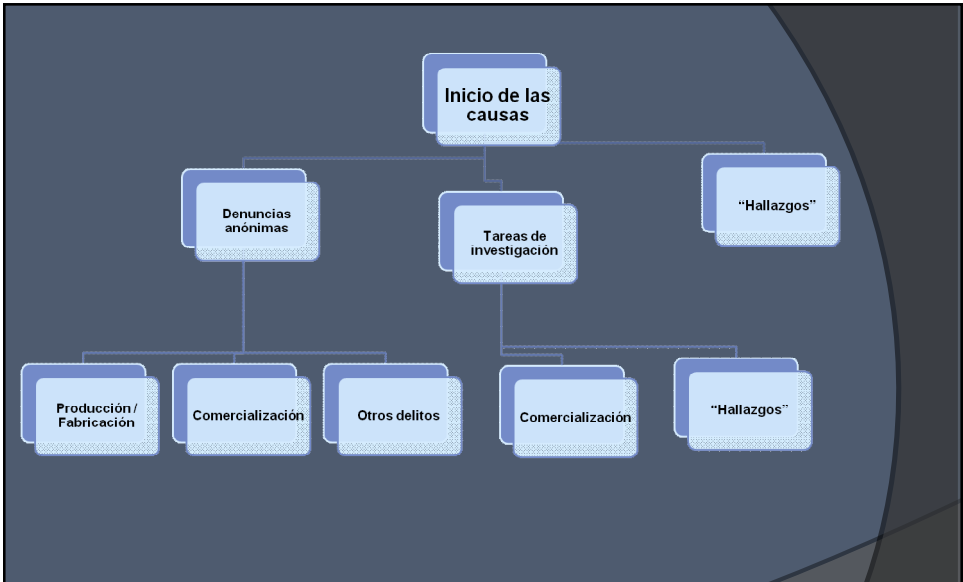 Inicio de las
causas
Denuncias
anónimas
Tareas de
investigación
“Hallazgos”
Producción /
Fabricación
Comercialización
Otros delitos
Comercialización
“Hallazgos”